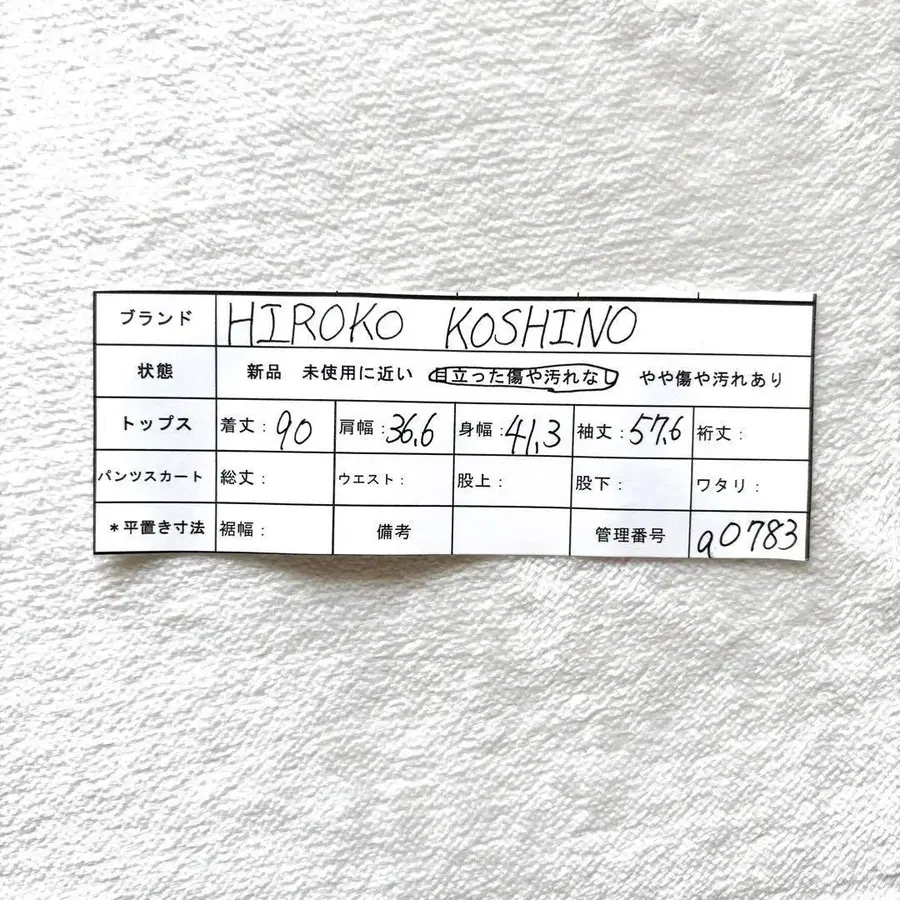 ブランド HIROKO KOSHINO
状態 新品 未使用に近い 目立った傷や汚れなし やや傷や汚れあり
トップス 着丈：90 肩幅：36,6 身幅：41,3 袖丈：57,6 裄丈：
パンツスカート 総丈： ウエスト： 股上： 股下： ワタリ：
＊平置き寸法 裾幅： 備考 管理番号 a0783